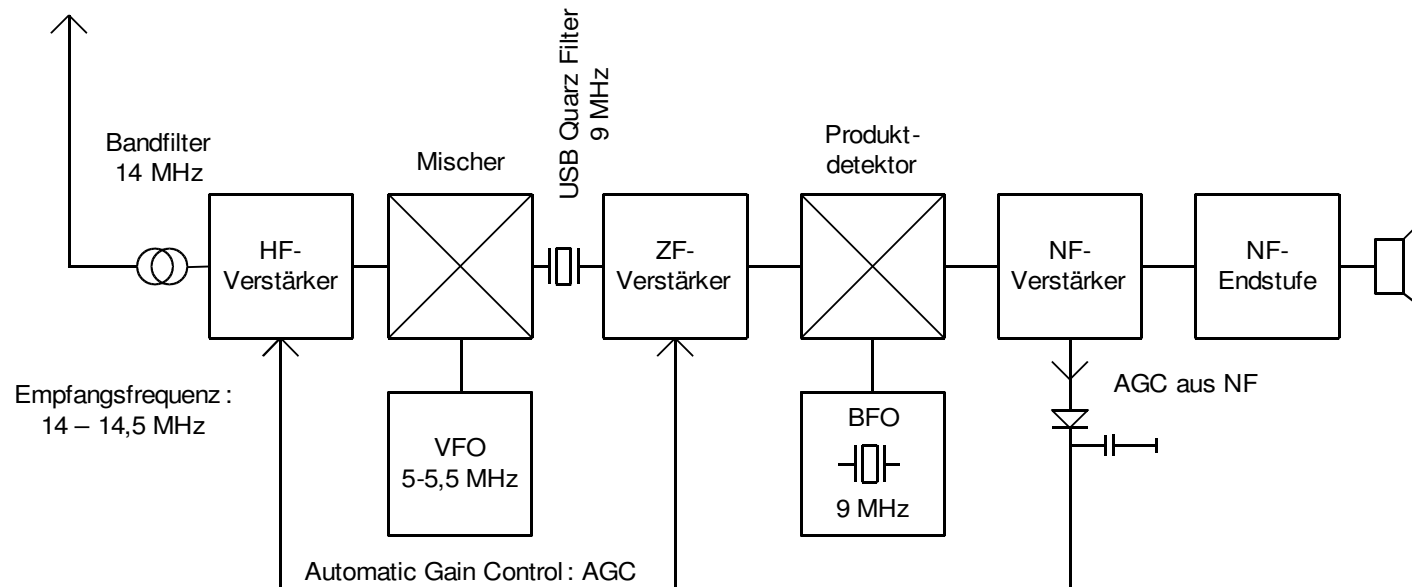 Bandfilter
14 MHz
Mischer
USB Quarz Filter
9 MHz
Produkt-
detektor
HF-
Verstärker
ZF-
Verstärker
NF-
Verstärker
NF-
Endstufe
Empfangsfrequenz :
14 – 14,5 MHz
VFO
5-5,5 MHz
BFO
9 MHz
AGC aus NF
Automatic Gain Control : AGC